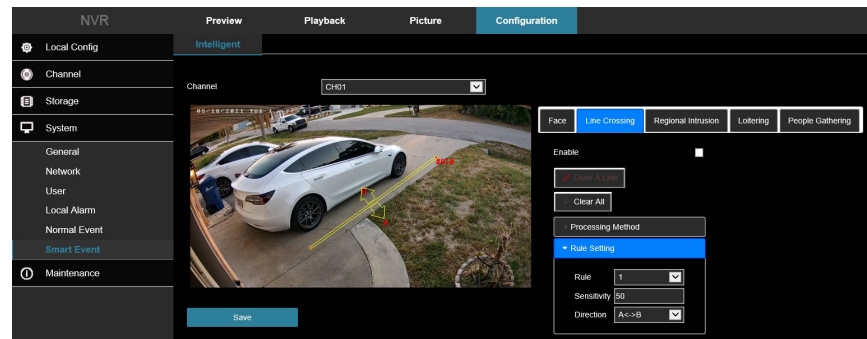 NVR Preview Playback Picture Configuration
Local Config
Channel
Storage
System
General
Network
User
Local Alarm
Normal Event
Smart Event
Maintenance
Intelligent
Channel CH01
Save
Face Line Crossing Regional Intrusion Loitering People Gathering
Enable
Draw A Line
Clear All
Processing Method
Rule Setting
Rule 1
Sensitivity 50
Direction A<->B